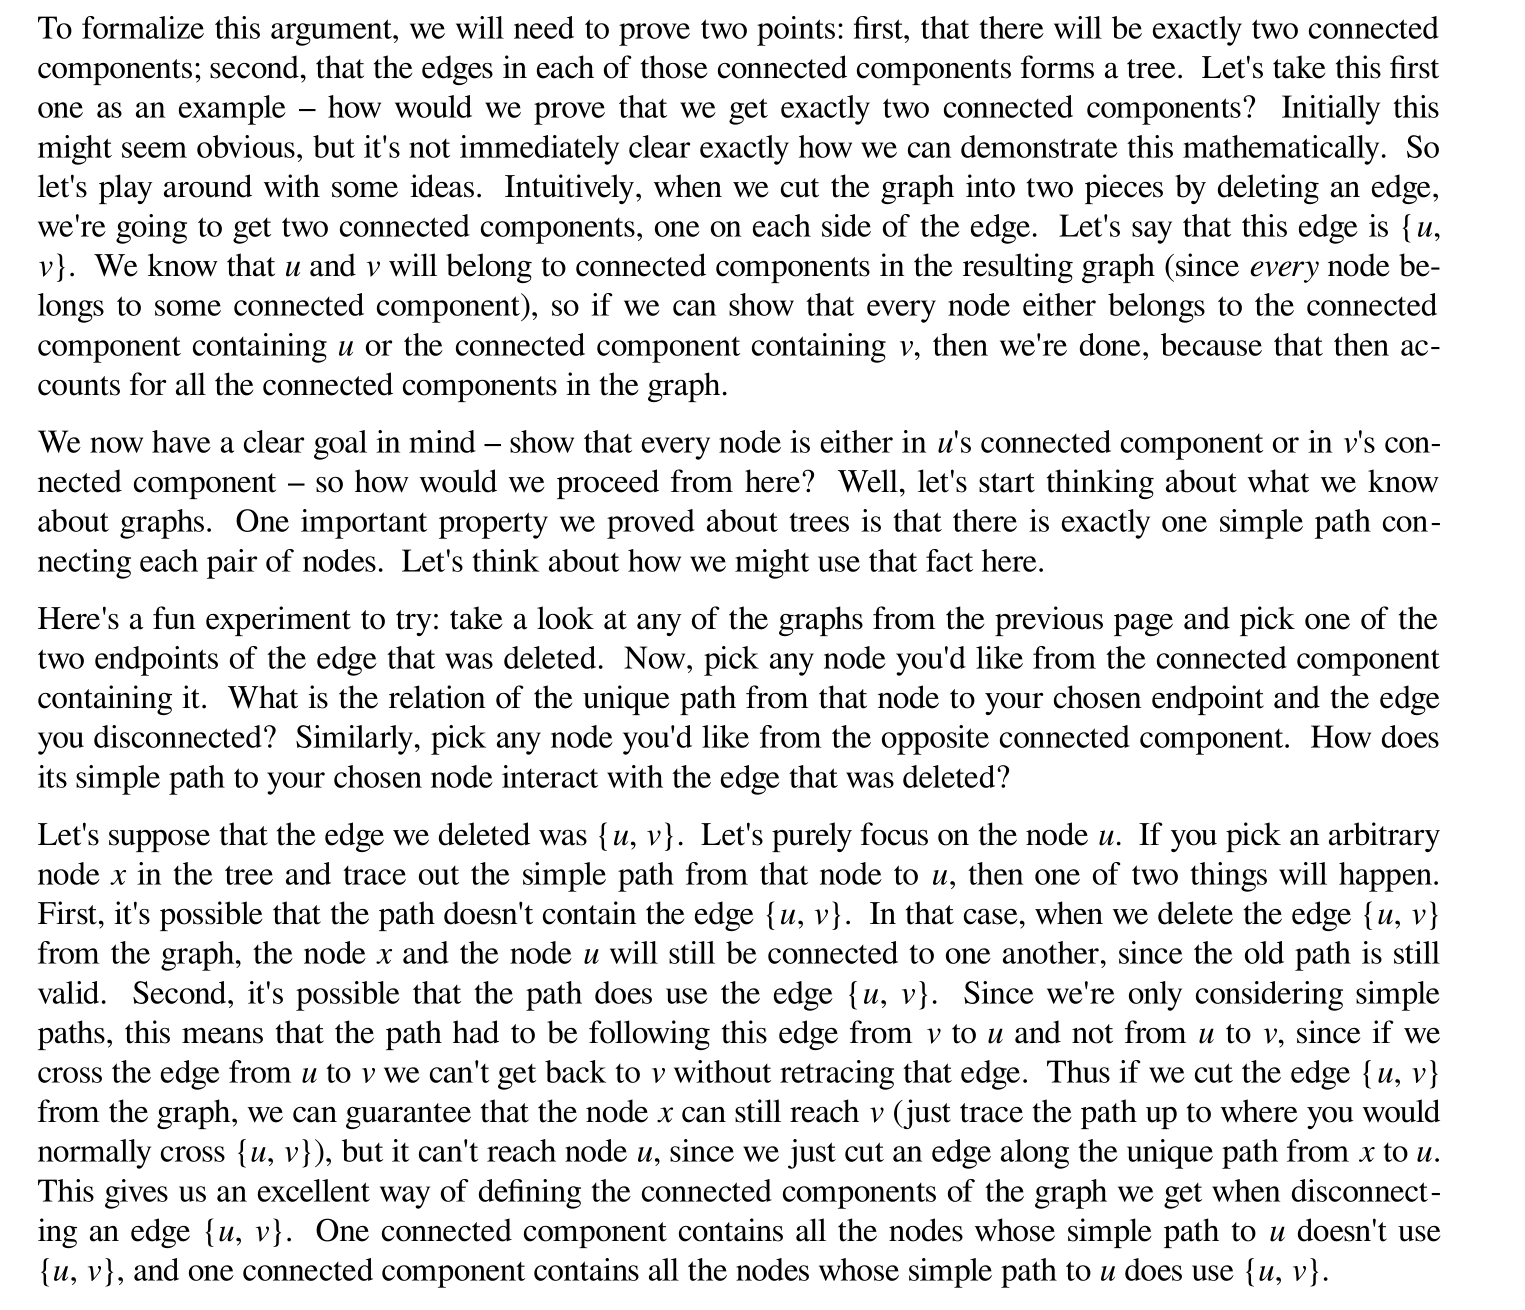 To formalize this argument, we will need to prove two points: first, that there will be exactly two connected
components; second, that the edges in each of those connected components forms a tree. Let's take this first
one as an example – how would we prove that we get exactly two connected components? Initially this
might seem obvious, but it's not immediately clear exactly how we can demonstrate this mathematically. So
let's play around with some ideas. Intuitively, when we cut the graph into two pieces by deleting an edge,
we're going to get two connected components, one on each side of the edge. Let's say that this edge is {u,
v}. We know that u and v will belong to connected components in the resulting graph (since every node be-
longs to some connected component), so if we can show that every node either belongs to the connected
component containing u or the connected component containing v, then we're done, because that then ac-
counts for all the connected components in the graph.
We now have a clear goal in mind – show that every node is either in u's connected component or in v's con-
nected component – so how would we proceed from here? Well, let's start thinking about what we know
about graphs. One important property we proved about trees is that there is exactly one simple path con-
necting each pair of nodes. Let's think about how we might use that fact here.
Here's a fun experiment to try: take a look at any of the graphs from the previous page and pick one of the
two endpoints of the edge that was deleted. Now, pick any node you'd like from the connected component
containing it. What is the relation of the unique path from that node to your chosen endpoint and the edge
you disconnected? Similarly, pick any node you'd like from the opposite connected component. How does
its simple path to your chosen node interact with the edge that was deleted?
Let's suppose that the edge we deleted was {u, v}. Let's purely focus on the node u. If you pick an arbitrary
node x in the tree and trace out the simple path from that node to u, then one of two things will happen.
First, it's possible that the path doesn't contain the edge {u, v}. In that case, when we delete the edge {u, v}
from the graph, the node x and the node u will still be connected to one another, since the old path is still
valid. Second, it's possible that the path does use the edge {u, v}. Since we're only considering simple
paths, this means that the path had to be following this edge from v to u and not from u to v, since if we
cross the edge from u to v we can't get back to v without retracing that edge. Thus if we cut the edge {u, v}
from the graph, we can guarantee that the node x can still reach v (just trace the path up to where you would
normally cross {u, v}), but it can't reach node u, since we just cut an edge along the unique path from x to u.
This gives us an excellent way of defining the connected components of the graph we get when disconnect-
ing an edge {u, v}. One connected component contains all the nodes whose simple path to u doesn't use
{u, v}, and one connected component contains all the nodes whose simple path to u does use {u, v}.